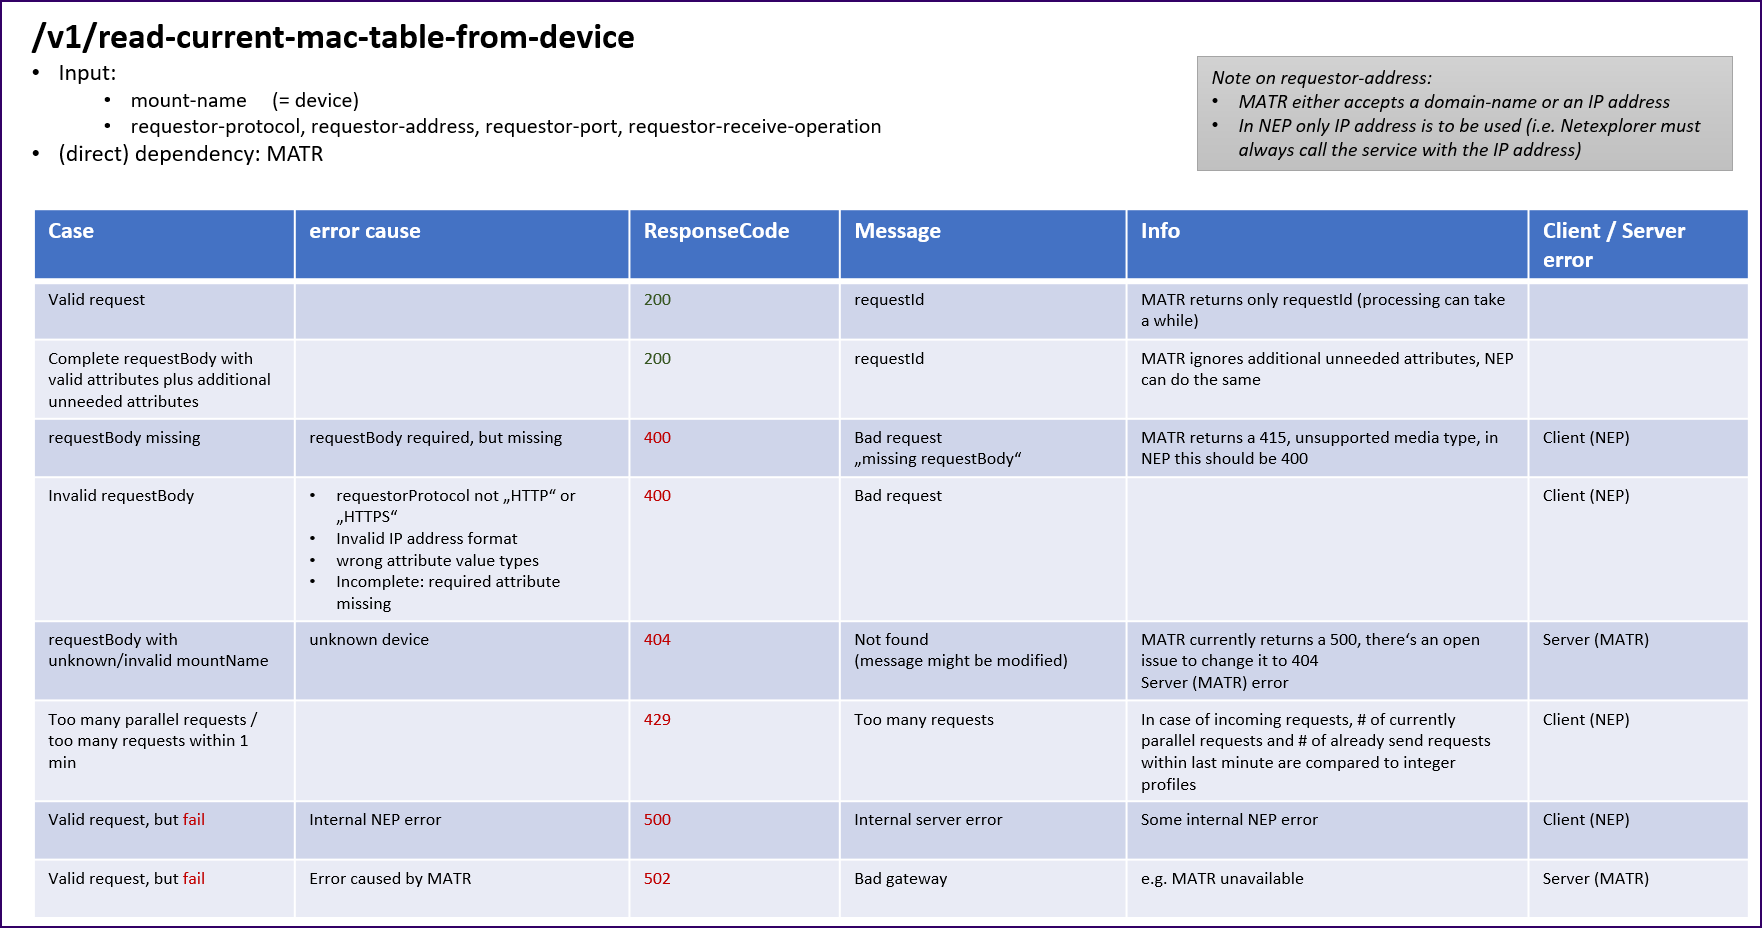 /v1/read-current-mac-table-from-device
• Input:
• mount-name (= device)
• requestor-protocol, requestor-address, requestor-port, requestor-receive-operation
• (direct) dependency: MATR
Note on requestor-address:
• MATR either accepts a domain-name or an IP address
• In NEP only IP address is to be used (i.e. Netexplorer must
always call the service with the IP address)
Case
error cause
ResponseCode
Message
Info
Client / Server
error
Valid request
200
requestId
MATR returns only requestId (processing can take
a while)
Complete requestBody with
valid attributes plus additional
unneeded attributes
200
requestId
MATR ignores additional unneeded attributes, NEP
can do the same
requestBody missing
requestBody required, but missing
400
Bad request
„missing requestBody“
MATR returns a 415, unsupported media type, in
NEP this should be 400
Client (NEP)
Invalid requestBody
• requestorProtocol not „HTTP“ or
„HTTPS“
• Invalid IP address format
• wrong attribute value types
• Incomplete: required attribute
missing
400
Bad request
Client (NEP)
requestBody with
unknown/invalid mountName
unknown device
404
Not found
(message might be modified)
MATR currently returns a 500, there‘s an open
issue to change it to 404
Server (MATR) error
Server (MATR)
Too many parallel requests /
too many requests within 1
min
429
Too many requests
In case of incoming requests, # of currently
parallel requests and # of already send requests
within last minute are compared to integer
profiles
Client (NEP)
Valid request, but fail
Internal NEP error
500
Internal server error
Some internal NEP error
Client (NEP)
Valid request, but fail
Error caused by MATR
502
Bad gateway
e.g. MATR unavailable
Server (MATR)